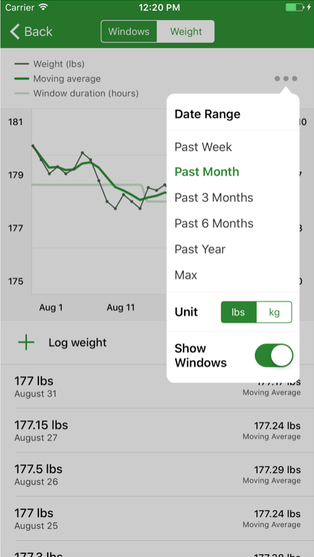 Carrier 12:20 PM
Back Windows Weight
Weight (lbs)
Moving average
Window duration (hours)
Date Range
181
Past Week
Past Month
179
Past 3 Months
177
Past 6 Months
Past Year
175
Max
Aug 1 Aug 11
Unit lbs kg
Log weight
Show
Windows
177 lbs 177.17 lbs
August 31 Moving Average
177.15 lbs 177.24 lbs
August 27 Moving Average
177.5 lbs 177.29 lbs
August 26 Moving Average
177 lbs 177.24 lbs
August 25 Moving Average